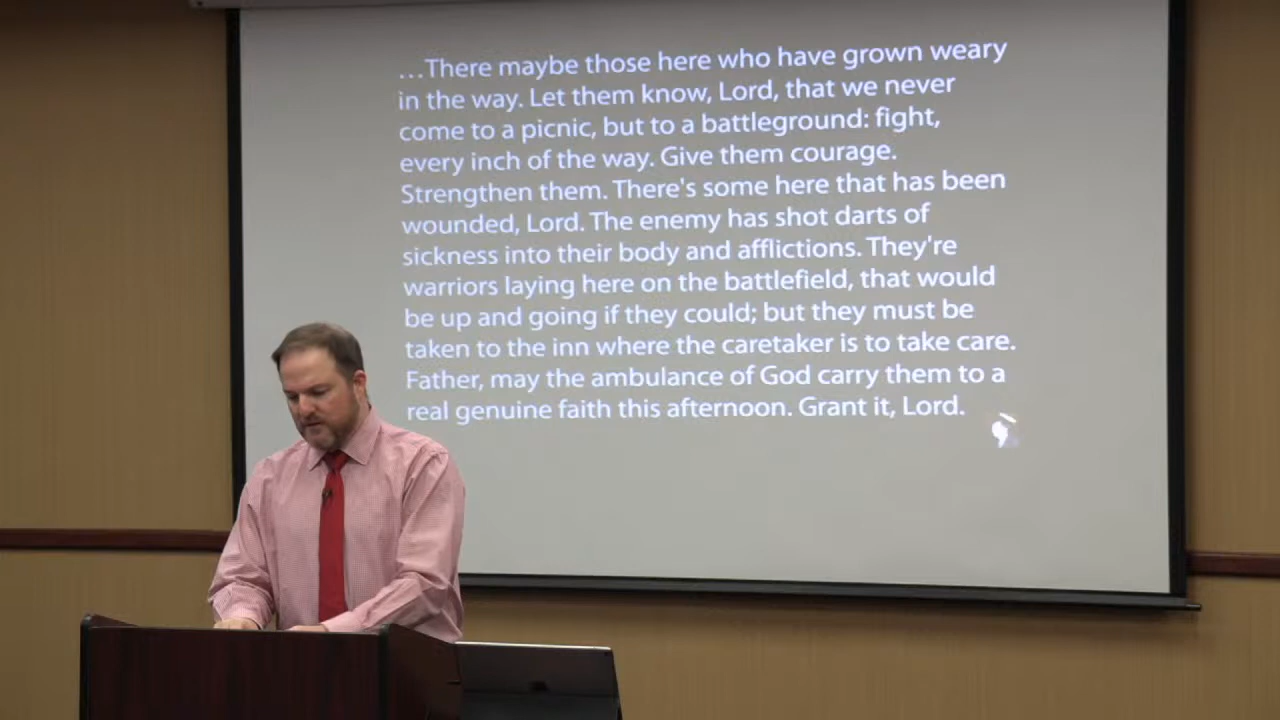 …There maybe those here who have grown weary
in the way. Let them know, Lord, that we never
come to a picnic, but to a battleground: fight,
every inch of the way. Give them courage.
Strengthen them. There's some here that has been
wounded, Lord. The enemy has shot darts of
sickness into their body and afflictions. They're
warriors laying here on the battlefield, that would
be up and going if they could; but they must be
taken to the inn where the caretaker is to take care.
Father, may the ambulance of God carry them to a
real genuine faith this afternoon. Grant it, Lord.